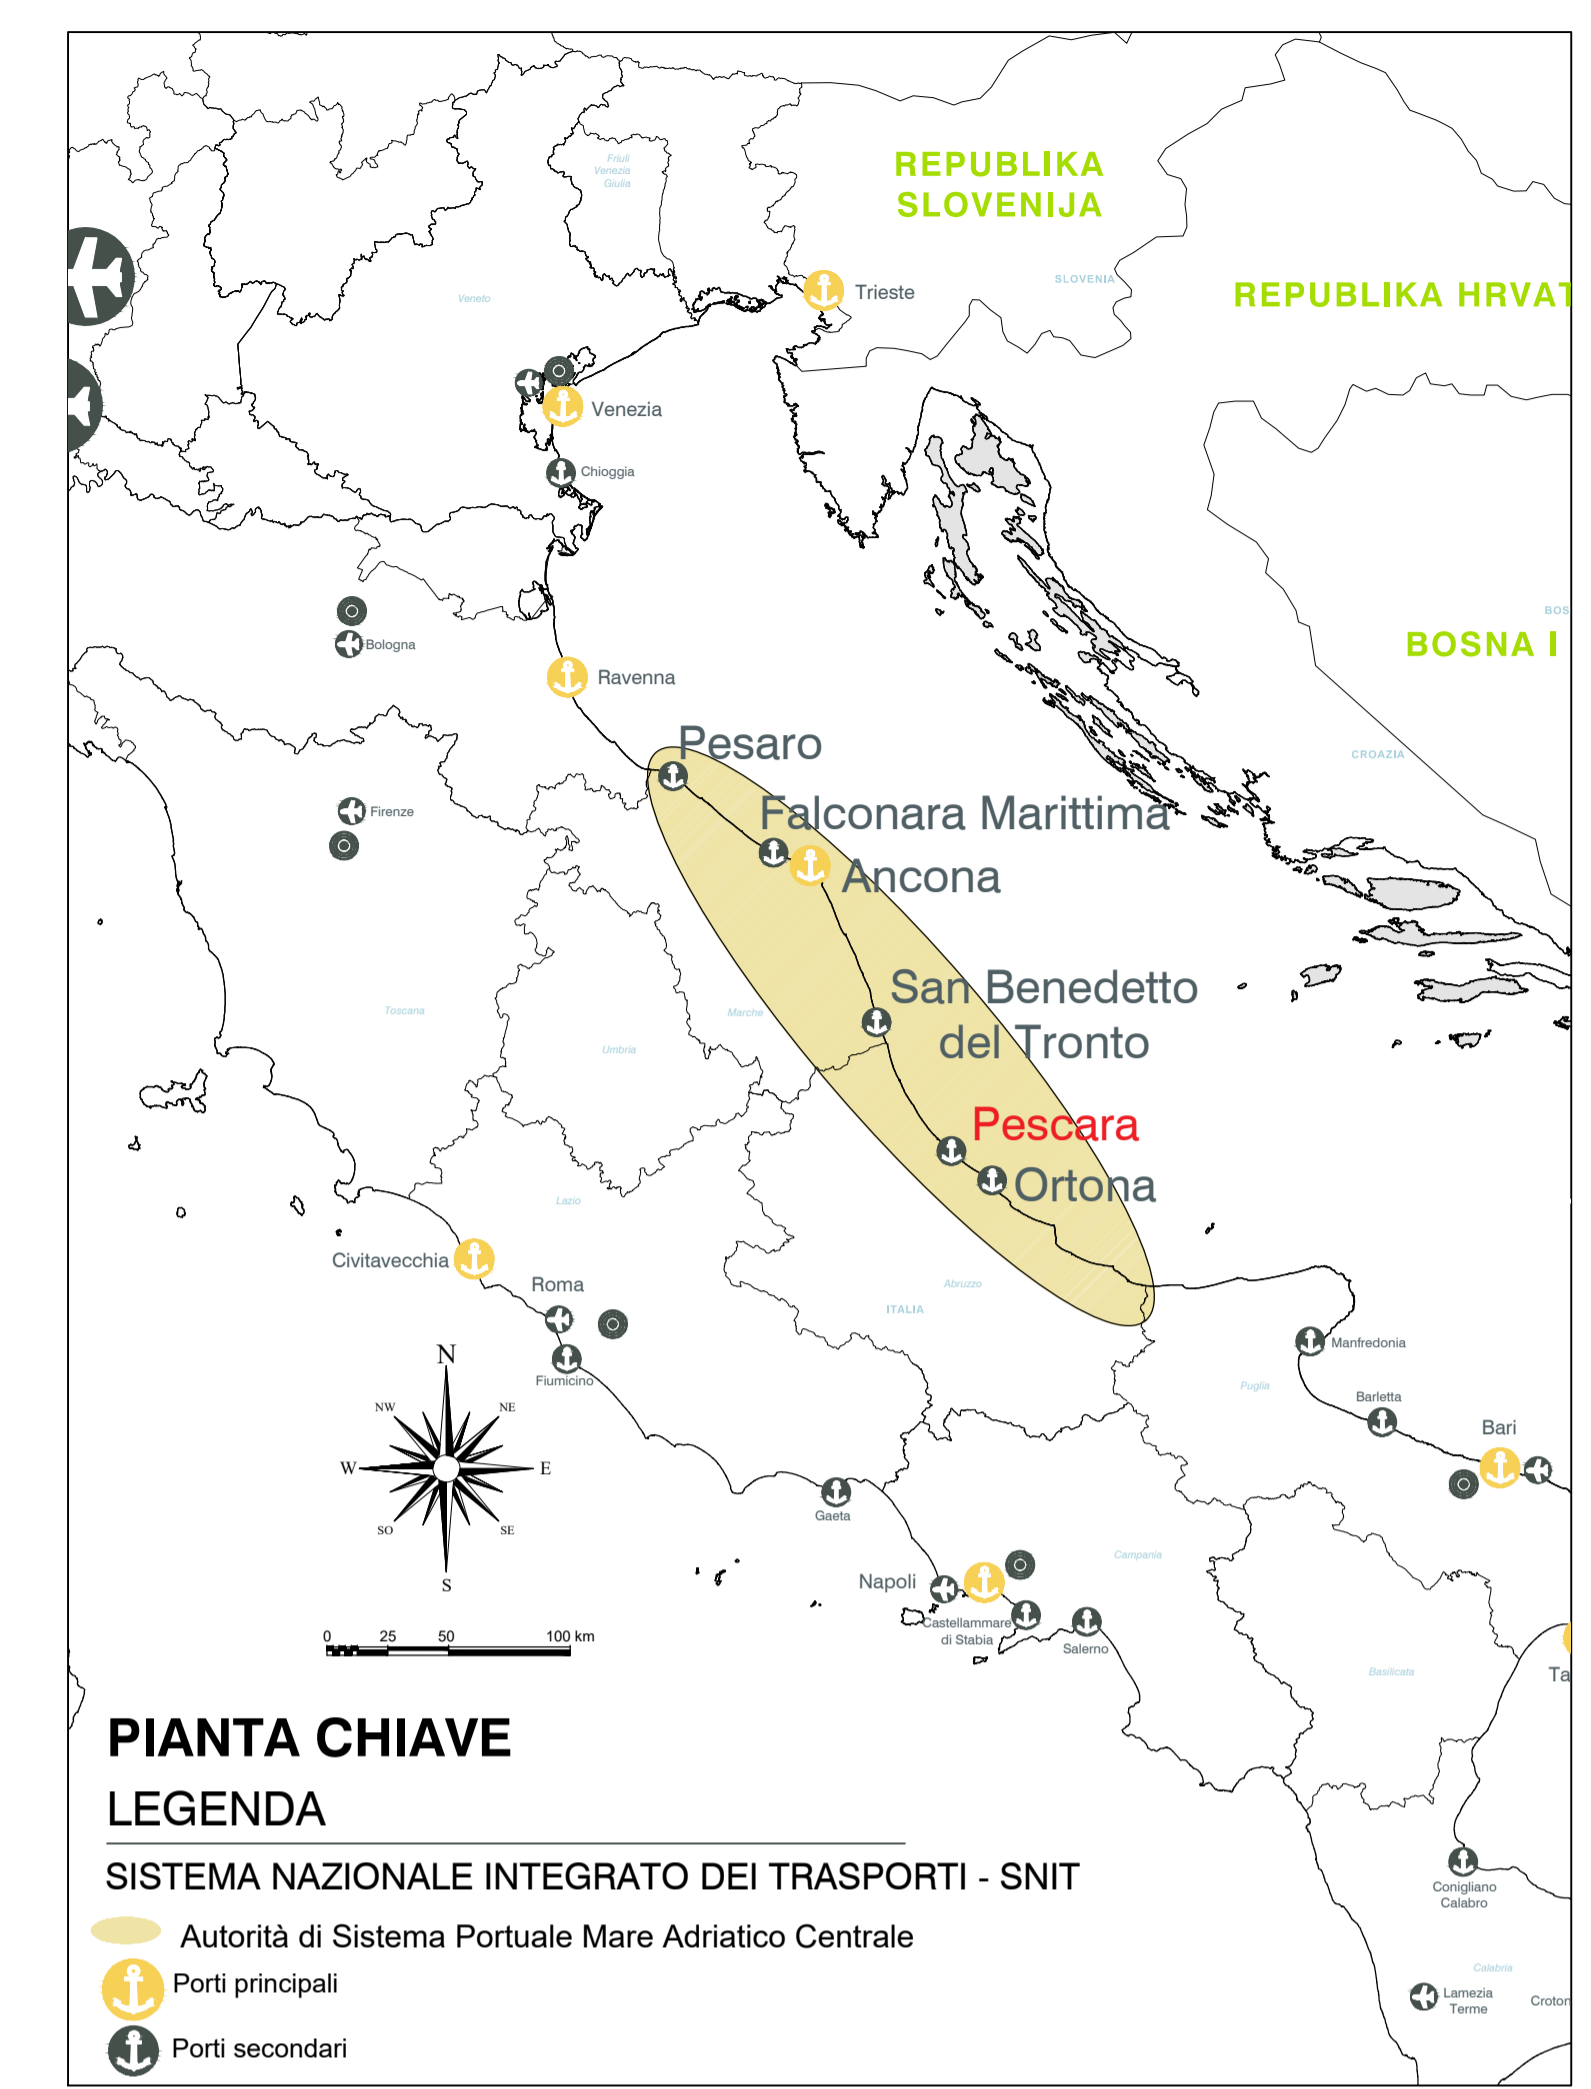 REPUBLIKA
SLOVENIJA
Friuli
Venezia
Giulia
SLOVENIA
REPUBLIKA HRVAT
Trieste
Veneto
Venezia
Chioggia
BOS
BOSNA I
Bologna
Ravenna
Pesaro
CROAZIA
Falconara Marittima
Firenze
Ancona
San Benedetto
del Tronto
Toscana
Marche
Umbria
Pescara
Ortona
Lazio
Civitavecchia
Roma
Abruzzo
ITALIA
Fiumicino
Manfredonia
Puglia
Barletta
Bari
N
NW
NE
W
E
SO
SE
S
Gaeta
Campania
Napoli
Castellammare
di Stabia
Salerno
0 25 50 100 km
Basilicata
Ta
PIANTA CHIAVE
LEGENDA
SISTEMA NAZIONALE INTEGRATO DEI TRASPORTI - SNIT
Conigliano
Calabro
Autorità di Sistema Portuale Mare Adriatico Centrale
Calabria
Porti principali
Lamezia
Terme
Croton
Porti secondari